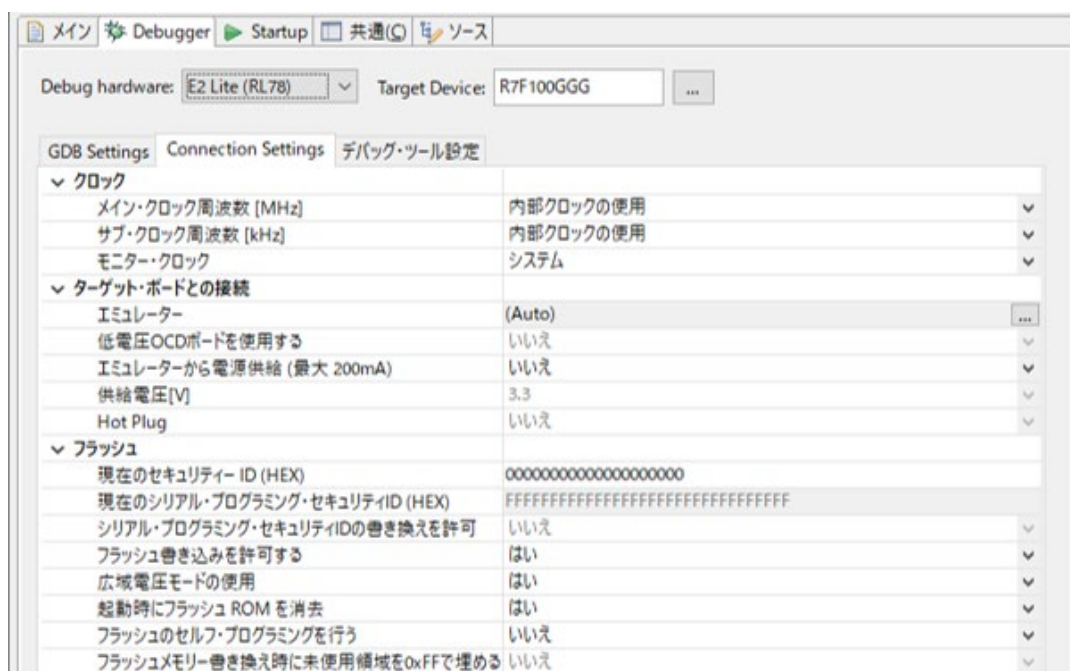 メイン Debugger Startup 共通(C) ソース
Debug hardware: E2 Lite (RL78) Target Device: R7F100GGG ...
GDB Settings Connection Settings デバッグ・ツール設定
クロック
メイン・クロック周波数 [MHz] 内部クロックの使用
サブ・クロック周波数 [kHz] 内部クロックの使用
モニター・クロック システム
ターゲット・ボードとの接続
エミュレーター (Auto) ...
低電圧OCDボードを使用する いいえ
エミュレーターから電源供給 (最大 200mA) いいえ
供給電圧[V] 3.3
Hot Plug いいえ
フラッシュ
現在のセキュリティー ID (HEX) 00000000000000000000
現在のシリアル・プログラミング・セキュリティID (HEX) FFFFFFFFFFFFFFFFFFFFFFFFFFFFFFFF
シリアル・プログラミング・セキュリティIDの書き換えを許可 いいえ
フラッシュ書き込みを許可する はい
広域電圧モードの使用 はい
起動時にフラッシュ ROM を消去 はい
フラッシュのセルフ・プログラミングを行う いいえ
フラッシュメモリー書き換え時に未使用領域を0xFFで埋める いいえ